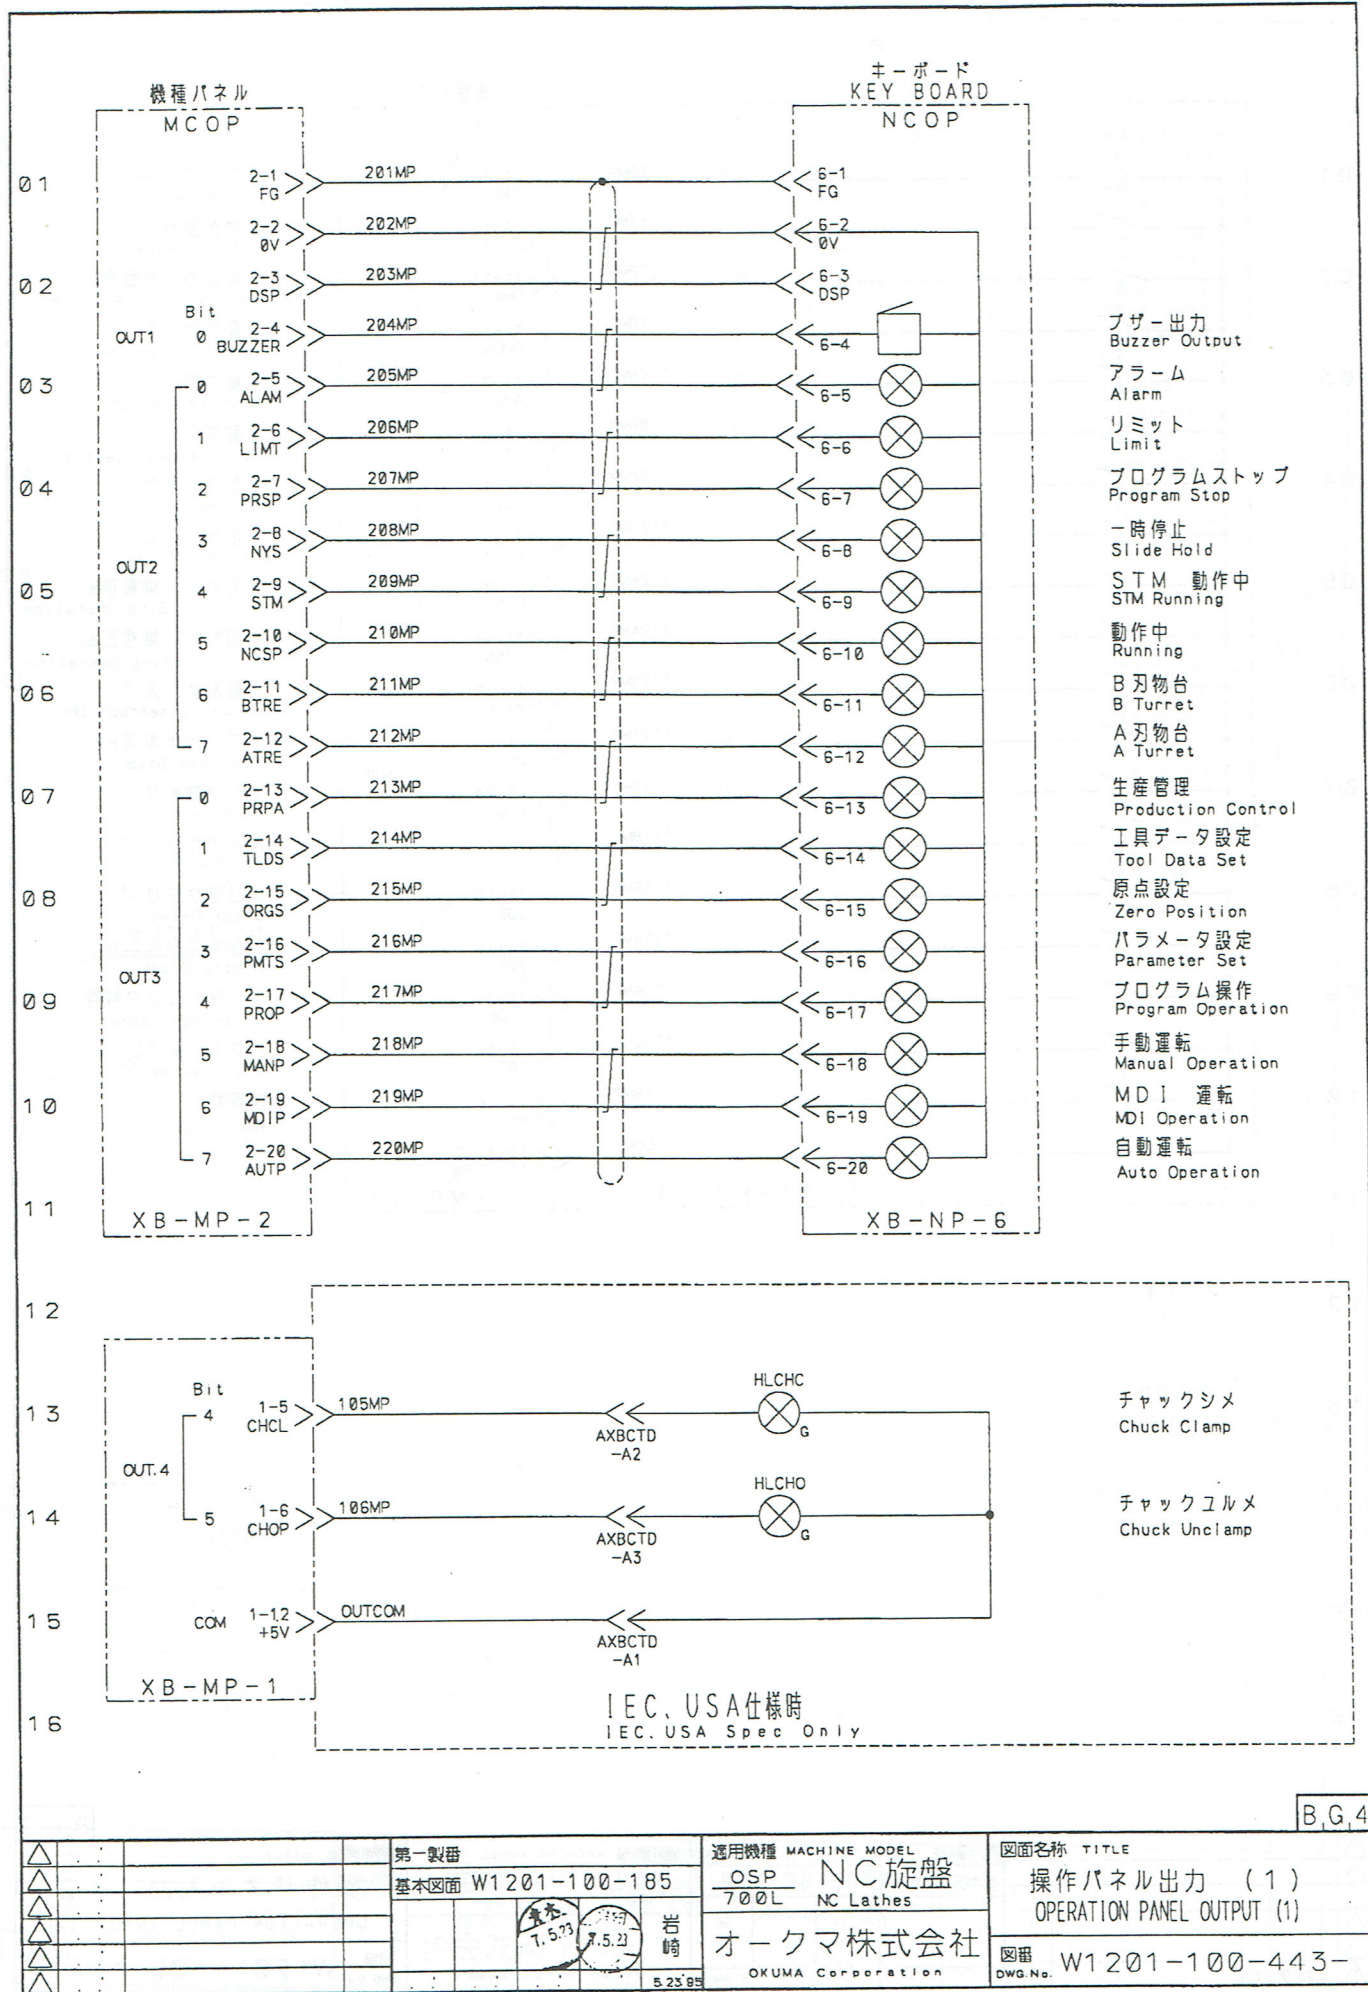 機種パネル
MCOP
キーボード
KEY BOARD
NCOP
01
2-1
FG
201MP
6-1
FG
2-2
0V
202MP
6-2
0V
02
2-3
DSP
203MP
6-3
DSP
Bit
OUT1
0
2-4
BUZZER
204MP
6-4
ブザー出力
Buzzer Output
03
0
2-5
ALAM
205MP
6-5
アラーム
Alarm
1
2-6
LIMT
206MP
6-6
リミット
Limit
04
2
2-7
PRSP
207MP
6-7
プログラムストップ
Program Stop
3
2-8
NYS
208MP
6-8
一時停止
Slide Hold
OUT2
05
4
2-9
STM
209MP
6-9
STM 動作中
STM Running
5
2-10
NCSP
210MP
6-10
動作中
Running
06
6
2-11
BTRE
211MP
6-11
B刃物台
B Turret
7
2-12
ATRE
212MP
6-12
A刃物台
A Turret
07
0
2-13
PRPA
213MP
6-13
生産管理
Production Control
1
2-14
TLDS
214MP
6-14
工具データ設定
Tool Data Set
08
2
2-15
ORGS
215MP
6-15
原点設定
Zero Position
3
2-16
PMTS
216MP
6-16
パラメータ設定
Parameter Set
OUT3
09
4
2-17
PROP
217MP
6-17
プログラム操作
Program Operation
5
2-18
MANP
218MP
6-18
手動運転
Manual Operation
10
6
2-19
MDIP
219MP
6-19
MDI 運転
MDI Operation
7
2-20
AUTP
220MP
6-20
自動運転
Auto Operation
11
XB-MP-2
XB-NP-6
12
Bit
13
4
1-5
CHCL
105MP
AXBCTD
-A2
HLCHC
G
チャックシメ
Chuck Clamp
OUT.4
14
5
1-6
CHOP
106MP
AXBCTD
-A3
HLCHO
G
チャックユルメ
Chuck Unclamp
15
COM
1-1,2
+5V
OUTCOM
AXBCTD
-A1
XB-MP-1
16
IEC、USA仕様時
IEC.USA Spec Only
B,G,4
第一製番
基本図面 W1201-100-185
7.5.23
7.5.23
岩崎
5.23'95
適用機種 MACHINE MODEL
OSP
700L
NC旋盤
NC Lathes
オークマ株式会社
OKUMA Corporation
図面名称 TITLE
操作パネル出力 (1)
OPERATION PANEL OUTPUT (1)
図番
DWG.No. W1201-100-443-